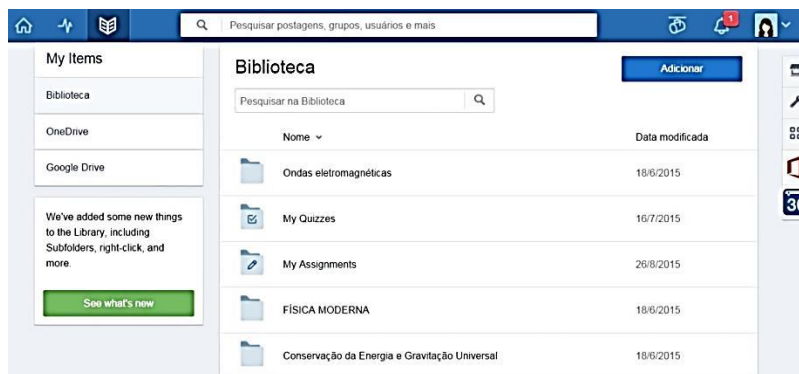 Pesquisar postagens, grupos, usuários e mais
1
My Items
Biblioteca
OneDrive
Google Drive
We've added some new things
to the Library, including
Subfolders, right-click, and
more.
See what's new
Biblioteca
Adicionar
Pesquisar na Biblioteca
Nome
Data modificada
Ondas eletromagnéticas
18/6/2015
My Quizzes
16/7/2015
My Assignments
26/8/2015
FÍSICA MODERNA
18/6/2015
Conservação da Energia e Gravitação Universal
18/6/2015